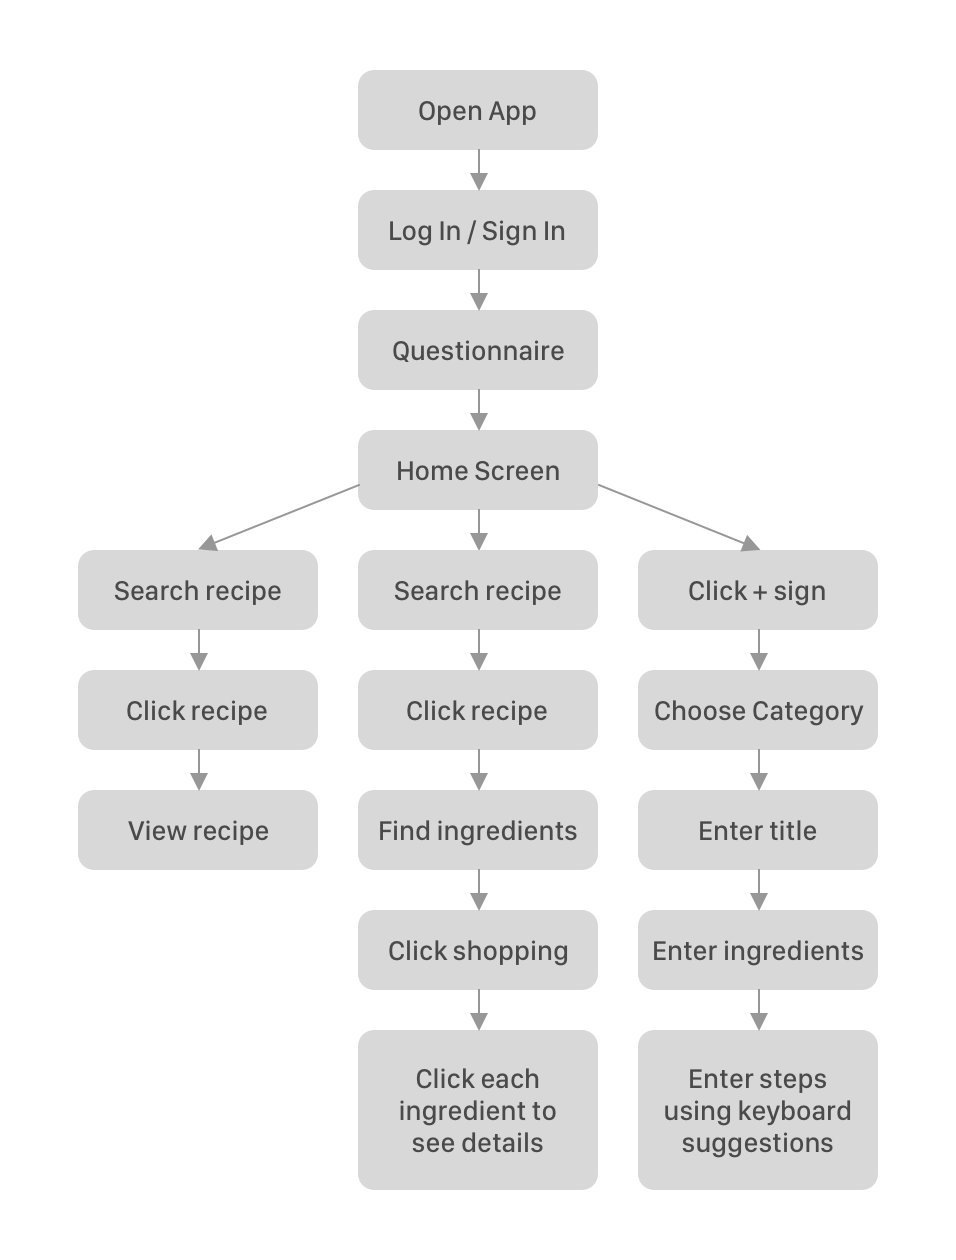 Open App
Log In / Sign In
Questionnaire
Home Screen
Search recipe
Search recipe
Click + sign
Click recipe
Click recipe
Choose Category
View recipe
Find ingredients
Enter title
Click shopping
Enter ingredients
Click each
ingredient to
see details
Enter steps
using keyboard
suggestions